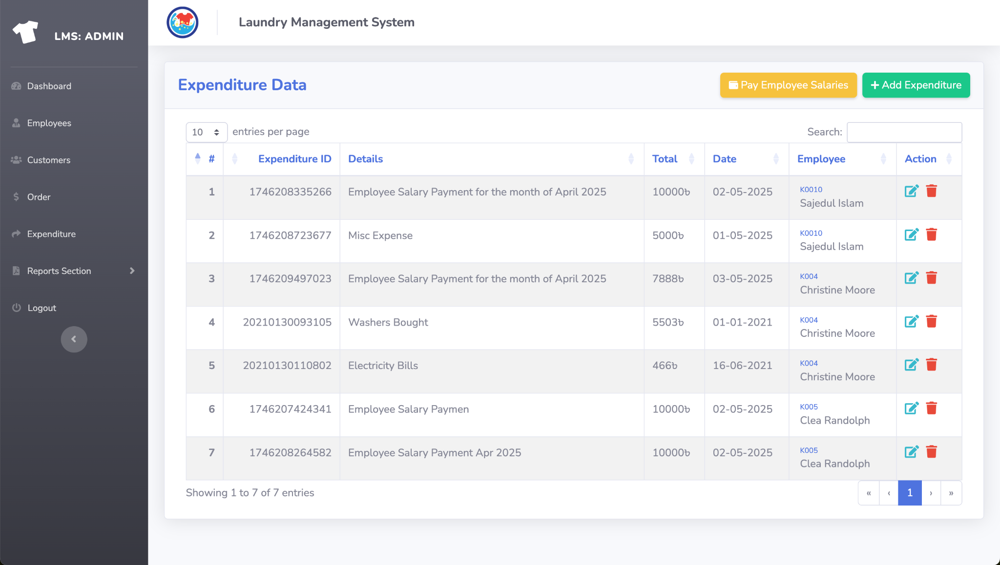 LMS: ADMIN
Dashboard
Employees
Customers
Order
Expenditure
Reports Section
Logout
Laundry Management System
Expenditure Data
Pay Employee Salaries
Add Expenditure
10 entries per page
Search:
# Expenditure ID Details Total Date Employee Action
1 1746208335266 Employee Salary Payment for the month of April 2025 10000৳ 02-05-2025 K0010
Sajedul Islam
2 1746208723677 Misc Expense 5000৳ 01-05-2025 K0010
Sajedul Islam
3 1746209497023 Employee Salary Payment for the month of April 2025 7888৳ 03-05-2025 K004
Christine Moore
4 20210130093105 Washers Bought 5503৳ 01-01-2021 K004
Christine Moore
5 20210130110802 Electricity Bills 466৳ 16-06-2021 K004
Christine Moore
6 1746207424341 Employee Salary Paymen 10000৳ 02-05-2025 K005
Clea Randolph
7 1746208264582 Employee Salary Payment Apr 2025 10000৳ 02-05-2025 K005
Clea Randolph
Showing 1 to 7 of 7 entries
« ‹ 1 › »